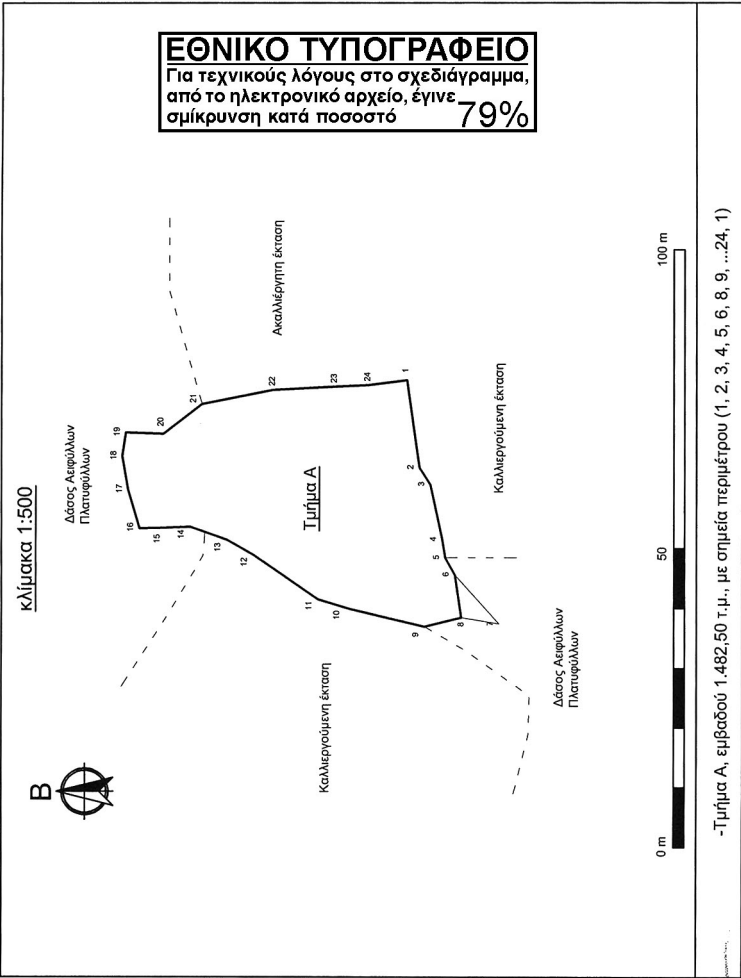 ΕΘΝΙΚΟ ΤΥΠΟΓΡΑΦΕΙΟ
Για τεχνικούς λόγους στο σχεδιάγραμμα,
από το ηλεκτρονικό αρχείο, έγινε
σμίκρυνση κατά ποσοστό 79%
κλίμακα 1:500
Β
Δάσος Αειφύλλων
Πλατυφύλλων
Ακαλλιέργητη έκταση
Τμήμα Α
Καλλιεργούμενη έκταση
Καλλιεργούμενη έκταση
Δάσος Αειφύλλων
Πλατυφύλλων
1
2
3
4
5
6
7
8
9
10
11
12
13
14
15
16
17
18
19
20
21
22
23
24
0 m
50
100 m
-Τμήμα Α, εμβαδού 1.482,50 τ.μ., με σημεία περιμέτρου (1, 2, 3, 4, 5, 6, 8, 9, ...24, 1)